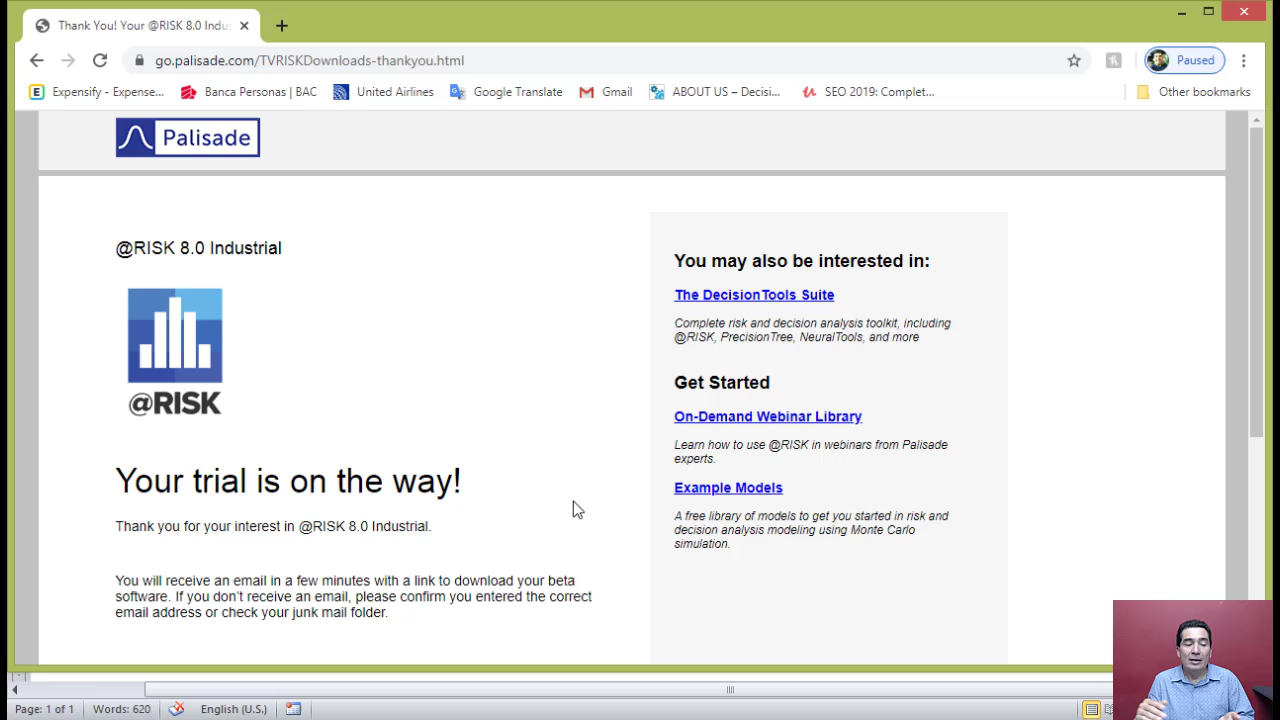 Thank You! Your @RISK 8.0 Indus
go.palisade.com/TVRISKDownloads-thankyou.html
Paused
Expensify - Expense...
Banca Personas | BAC
United Airlines
Google Translate
Gmail
ABOUT US – Decisi...
SEO 2019: Complet...
Other bookmarks
Palisade
@RISK 8.0 Industrial
@RISK
Your trial is on the way!
Thank you for your interest in @RISK 8.0 Industrial.
You will receive an email in a few minutes with a link to download your beta
software. If you don't receive an email, please confirm you entered the correct
email address or check your junk mail folder.
You may also be interested in:
The DecisionTools Suite
Complete risk and decision analysis toolkit, including
@RISK, PrecisionTree, NeuralTools, and more
Get Started
On-Demand Webinar Library
Learn how to use @RISK in webinars from Palisade
experts.
Example Models
A free library of models to get you started in risk and
decision analysis modeling using Monte Carlo
simulation.
Page: 1 of 1
Words: 620
English (U.S.)